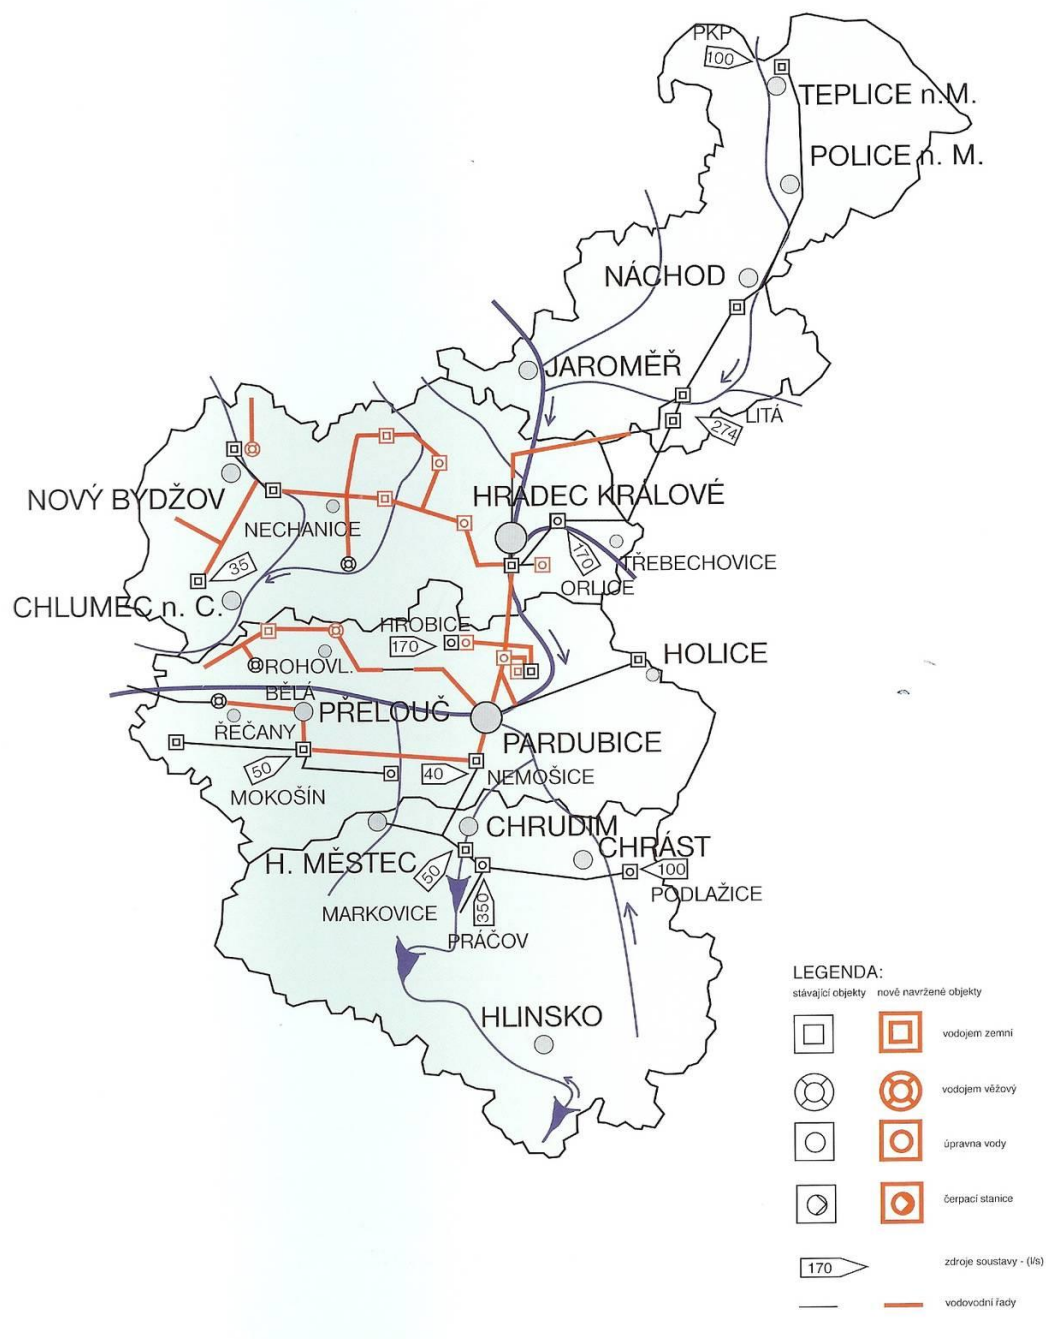 PKP
100
TEPLICE n.M.
POLICE n. M.
NÁCHOD
JAROMĚŘ
LITÁ
274
HRADEC KRÁLOVÉ
NOVÝ BYDŽOV
NECHANICE
35
170
TŘEBECHOVICE
ORLICE
CHLUMEC n. C.
HROBICE
170
HOLICE
ROHOVL.
BĚLÁ
PŘELOUČ
ŘEČANY
PARDUBICE
50
40
NEMOŠICE
MOKOŠÍN
CHRUDIM
CHRÁST
H. MĚSTEC
50
100
PODLAŽICE
MARKOVICE
350
PRÁČOV
HLINSKO
LEGENDA:
stávající objekty nově navržené objekty
vodojem zemní
vodojem věžový
úpravna vody
čerpací stanice
170
zdroje soustavy - (l/s)
vodovodní řady